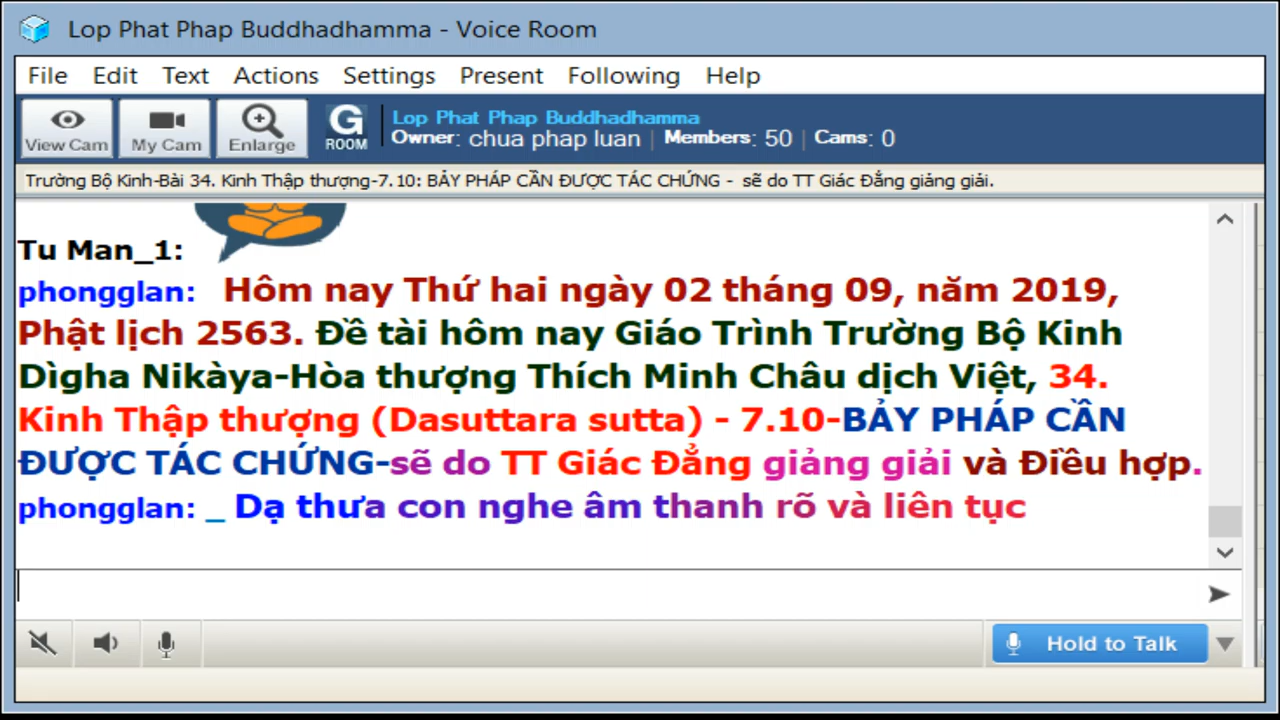 Lop Phat Phap Buddhadhamma - Voice Room
File Edit Text Actions Settings Present Following Help
View Cam My Cam Enlarge G ROOM
Lop Phat Phap Buddhadhamma
Owner: chua phap luan | Members: 50 | Cams: 0
Trường Bộ Kinh-Bài 34. Kinh Thập thượng-7.10: BẢY PHÁP CẦN ĐƯỢC TÁC CHỨNG - sẽ do TT Giác Đẳng giảng giải.
Tu Man_1:
phongglan: Hôm nay Thứ hai ngày 02 tháng 09, năm 2019,
Phật lịch 2563. Đề tài hôm nay Giáo Trình Trường Bộ Kinh
Dìgha Nikàya-Hòa thượng Thích Minh Châu dịch Việt, 34.
Kinh Thập thượng (Dasuttara sutta) - 7.10-BẢY PHÁP CẦN
ĐƯỢC TÁC CHỨNG-sẽ do TT Giác Đẳng giảng giải và Điều hợp.
phongglan: _ Dạ thưa con nghe âm thanh rõ và liên tục
Hold to Talk